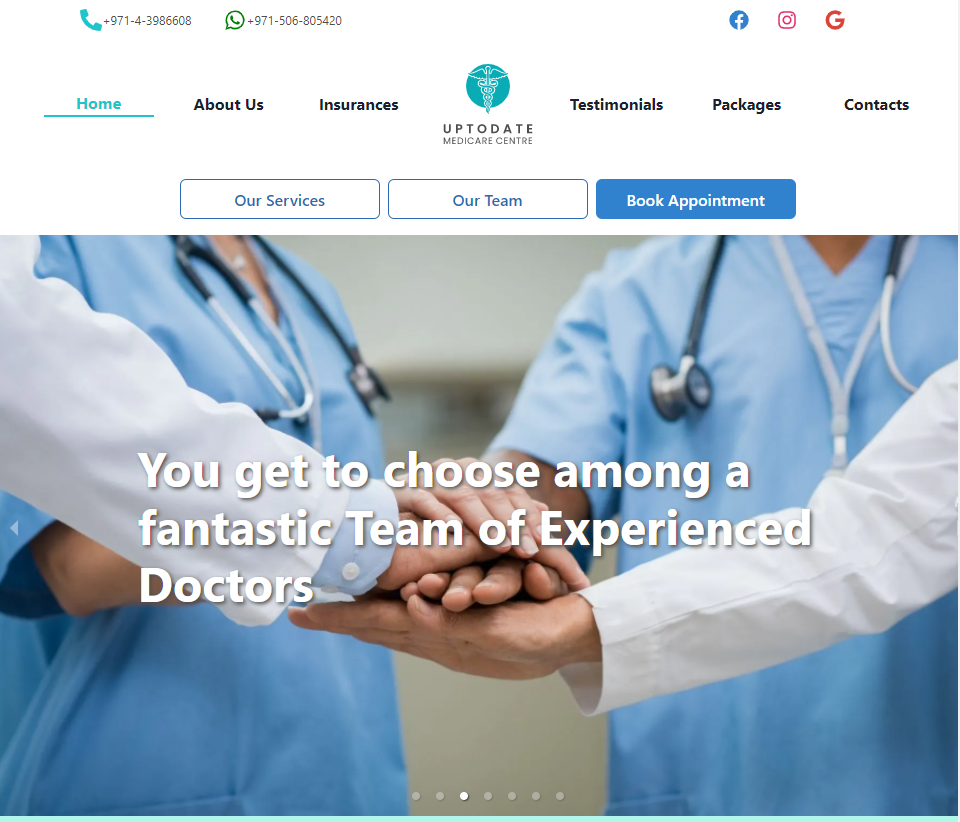 +971-4-3986608
+971-506-805420
Home
About Us
Insurances
UPTODATE
MEDICARE CENTRE
Testimonials
Packages
Contacts
Our Services
Our Team
Book Appointment
You get to choose among a
fantastic Team of Experienced
Doctors